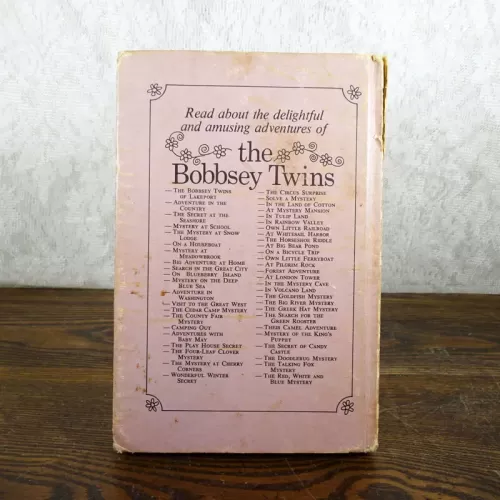 Read about the delightful
and amusing adventures of
the
Bobbsey Twins
— THE BOBBSEY TWINS
OF LAKEPORT
— ADVENTURE IN THE
COUNTRY
— THE SECRET AT THE
SEASHORE
— MYSTERY AT SCHOOL
— THE MYSTERY AT SNOW
LODGE
— ON A HOUSEBOAT
— MYSTERY AT
MEADOWBROOK
— BIG ADVENTURE AT HOME
— SEARCH IN THE GREAT CITY
— ON BLUEBERRY ISLAND
— MYSTERY ON THE DEEP
BLUE SEA
— ADVENTURE IN
WASHINGTON
— VISIT TO THE GREAT WEST
— THE CEDAR CAMP MYSTERY
— THE COUNTY FAIR
MYSTERY
— CAMPING OUT
— ADVENTURES WITH
BABY MAY
— THE PLAY HOUSE SECRET
— THE FOUR-LEAF CLOVER
MYSTERY
— THE MYSTERY AT CHERRY
CORNERS
— WONDERFUL WINTER
SECRET
— THE CIRCUS SURPRISE
— SOLVE A MYSTERY
— IN THE LAND OF COTTON
— AT MYSTERY MANSION
— IN TULIP LAND
— IN RAINBOW VALLEY
— OWN LITTLE RAILROAD
— AT WHITESAIL HARBOR
— THE HORSESHOE RIDDLE
— AT BIG BEAR POND
— ON A BICYCLE TRIP
— OWN LITTLE FERRYBOAT
— AT PILGRIM ROCK
— FOREST ADVENTURE
— AT LONDON TOWER
— IN THE MYSTERY CAVE
— IN VOLCANO LAND
— THE GOLDFISH MYSTERY
— THE BIG RIVER MYSTERY
— THE GREEK HAT MYSTERY
— THE SEARCH FOR THE
GREEN ROOSTER
— THEIR CAMEL ADVENTURE
— MYSTERY OF THE KING'S
PUPPET
— THE SECRET OF CANDY
CASTLE
— THE DOODLEBUG MYSTERY
— THE TALKING FOX
MYSTERY
— THE RED, WHITE AND
BLUE MYSTERY